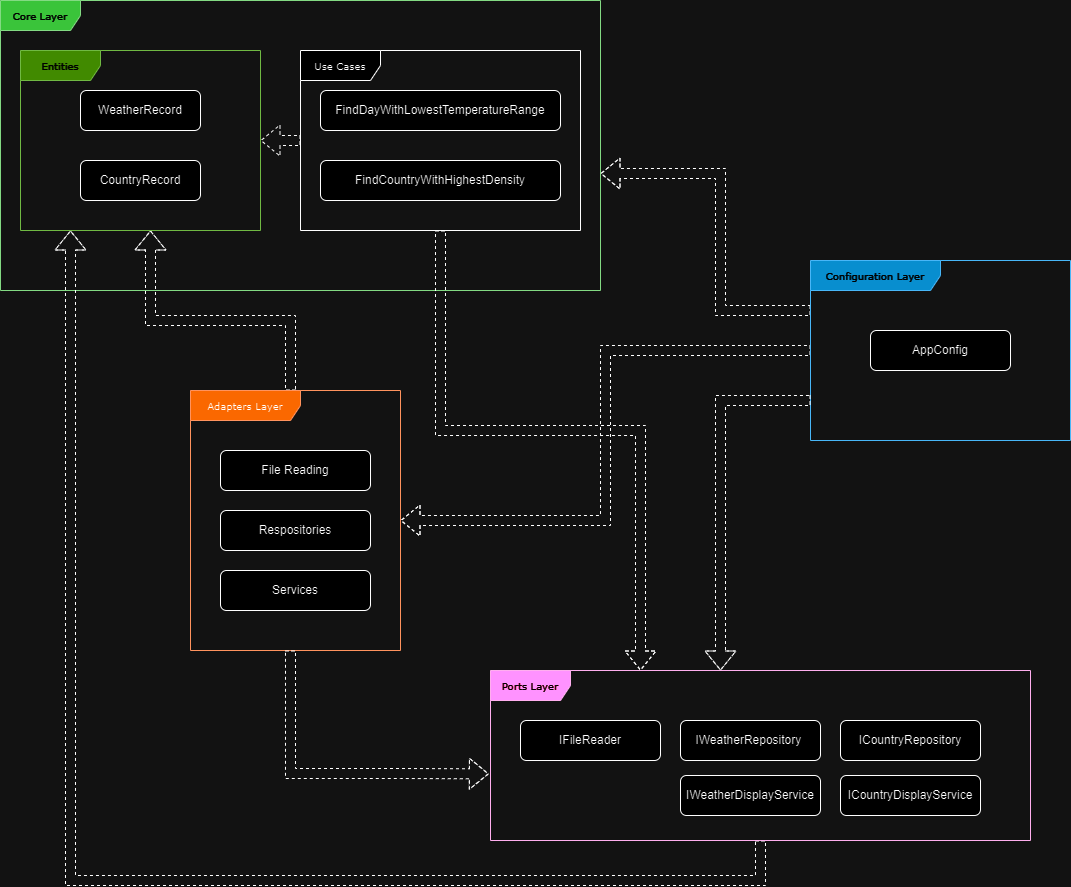 Core Layer
Entities
WeatherRecord
CountryRecord
Use Cases
FindDayWithLowestTemperatureRange
FindCountryWithHighestDensity
Configuration Layer
AppConfig
Adapters Layer
File Reading
Respositories
Services
Ports Layer
IFileReader
IWeatherRepository
ICountryRepository
IWeatherDisplayService
ICountryDisplayService